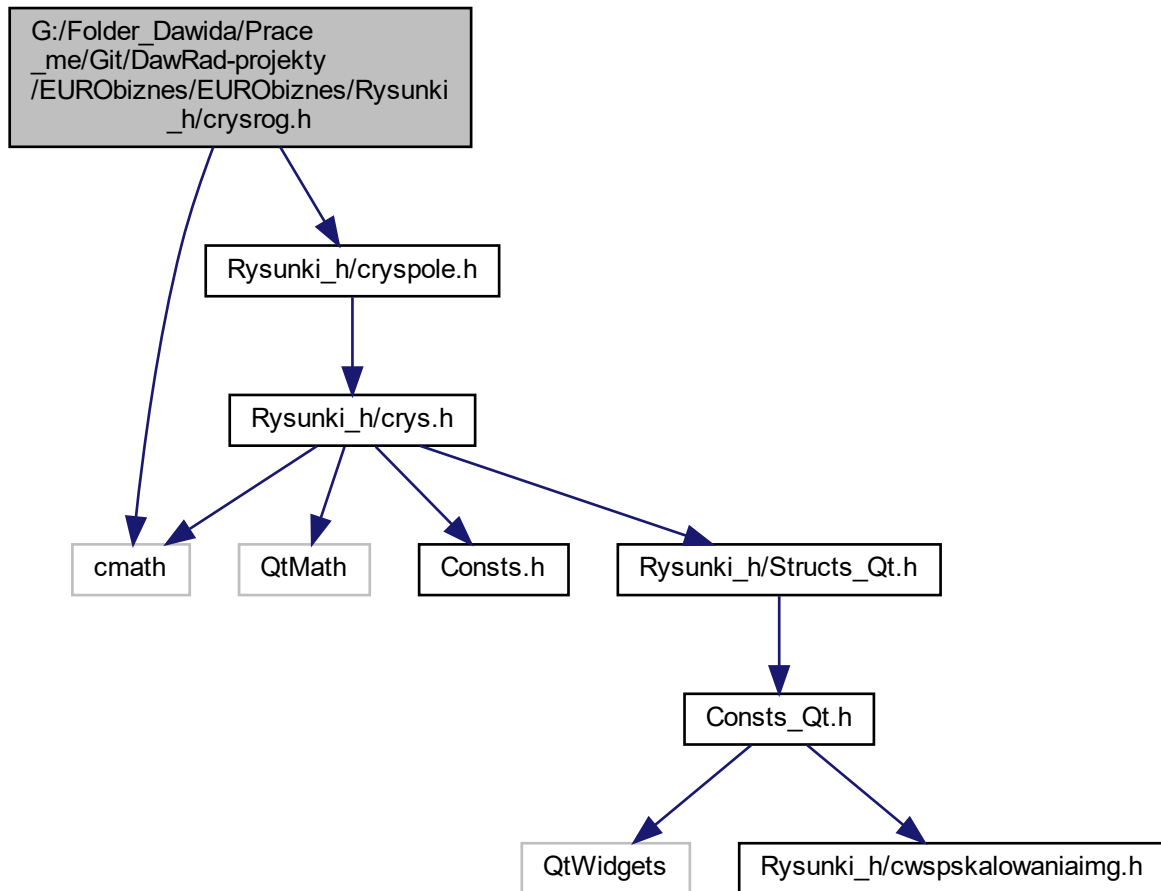 G:/Folder_Dawida/Prace
_me/Git/DawRad-projekty
/EURObiznes/EURObiznes/Rysunki
_h/crysrog.h
Rysunki_h/cryspole.h
Rysunki_h/crys.h
cmath
QtMath
Consts.h
Rysunki_h/Structs_Qt.h
Consts_Qt.h
QtWidgets
Rysunki_h/cwspskalowaniaimg.h